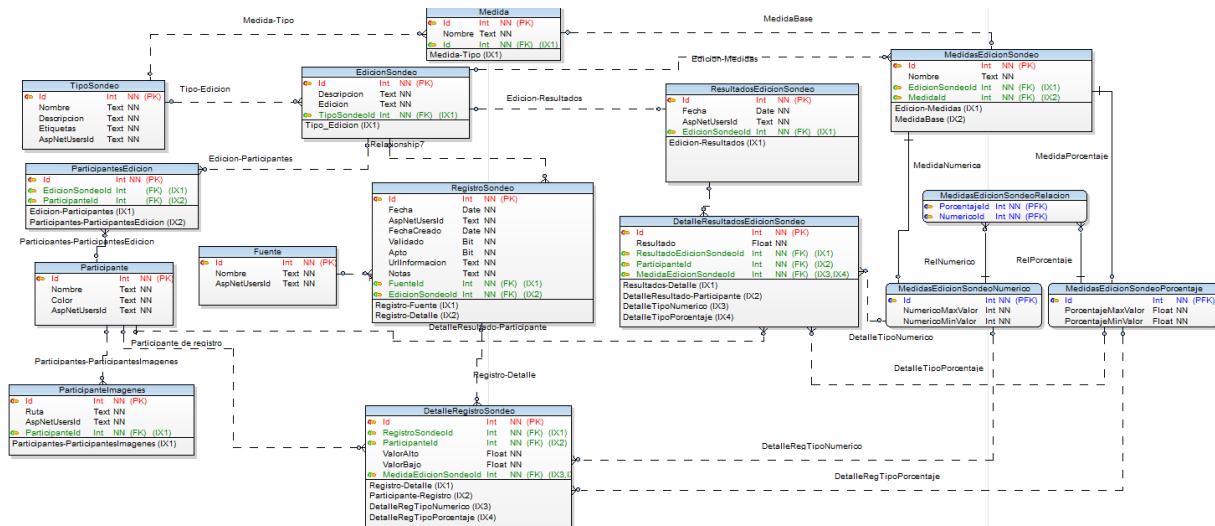 Medida-Tipo
MedidaBase
Medida
Id Int NN (PK)
Nombre Text NN
Id Int NN (FK) (IX1)
Medida-Tipo (IX1)
Edicion-Medidas
Tipo-Edicion
Edicion-Resultados
TipoSondeo
Id Int NN (PK)
Nombre Text NN
Descripcion Text NN
Etiquetas Text NN
AspNetUsersId Text NN
EdicionSondeo
Id Int NN (PK)
Descripcion Text NN
Edicion Text NN
TipoSondeoId Int NN (FK) (IX1)
Tipo_Edicion (IX1)
ResultadosEdicionSondeo
Id Int NN (PK)
Fecha Date NN
AspNetUsersId Text NN
EdicionSondeoId Int NN (FK) (IX1)
Edicion-Resultados (IX1)
MedidasEdicionSondeo
Id Int NN (PK)
Nombre Text NN
EdicionSondeoId Int NN (FK) (IX1)
MedidaId Int NN (FK) (IX2)
Edicion-Medidas (IX1)
MedidaBase (IX2)
Relationship7
Edicion-Participantes
MedidaNumerica
MedidaPorcentaje
ParticipantesEdicion
Id Int NN (PK)
EdicionSondeoId Int (FK) (IX1)
ParticipanteId Int (FK) (IX2)
Edicion-Participantes (IX1)
Participantes-ParticipantesEdicion (IX2)
Participantes-ParticipantesEdicion
RegistroSondeo
Id Int NN (PK)
Fecha Date NN
AspNetUsersId Text NN
FechaCreado Date NN
Validado Bit NN
Apto Bit NN
UrlInformacion Text NN
Notas Text NN
FuenteId Int NN (FK) (IX1)
EdicionSondeoId Int NN (FK) (IX2)
Registro-Fuente (IX1)
Registro-Detalle (IX2)
MedidasEdicionSondeoRelacion
PorcentajeId Int NN (PFK)
NumericoId Int NN (PFK)
DetalleResultadosEdicionSondeo
Id Int NN (PK)
Resultado Float NN
ResultadoEdicionSondeoId Int NN (FK) (IX1)
ParticipanteId Int NN (FK) (IX2)
MedidaEdicionSondeoId Int NN (FK) (IX3,IX4)
Resultados-Detalle (IX1)
DetalleResultado-Participante (IX2)
DetalleTipoNumerico (IX3)
DetalleTipoPorcentaje (IX4)
Fuente
Id Int NN (PK)
Nombre Text NN
AspNetUsersId Text NN
Participante
Id Int NN (PK)
Nombre Text NN
Color Text NN
AspNetUsersId Text NN
RelNumerico
RelPorcentaje
MedidasEdicionSondeoNumerico
Id Int NN (PFK)
NumericoMaxValor Int NN
NumericoMinValor Int NN
MedidasEdicionSondeoPorcentaje
Id Int NN (PFK)
PorcentajeMaxValor Float NN
PorcentajeMinValor Float NN
DetalleResultado-Participante
DetalleTipoNumerico
Participante de registro
Participantes-ParticipantesImagenes
DetalleTipoPorcentaje
Registro-Detalle
ParticipanteImagenes
Id Int NN (PK)
Ruta Text NN
AspNetUsersId Text NN
ParticipanteId Int NN (FK) (IX1)
Participantes-ParticipantesImagenes (IX1)
DetalleRegistroSondeo
Id Int NN (PK)
RegistroSondeoId Int NN (FK) (IX1)
ParticipanteId Int NN (FK) (IX2)
ValorAlto Float NN
ValorBajo Float NN
MedidaEdicionSondeoId Int NN (FK) (IX3,I
Registro-Detalle (IX1)
Participante-Registro (IX2)
DetalleRegTipoNumerico (IX3)
DetalleRegTipoPorcentaje (IX4)
DetalleRegTipoNumerico
DetalleRegTipoPorcentaje